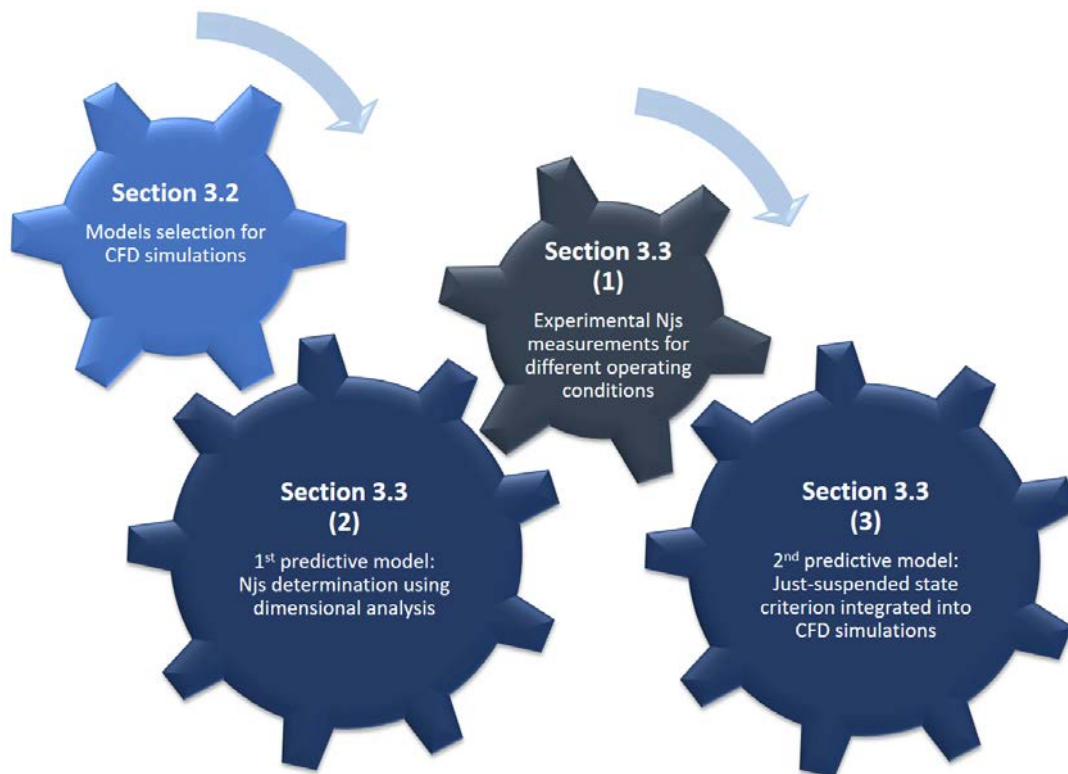 Section 3.2
Models selection for
CFD simulations
Section 3.3
(1)
Experimental Njs
measurements for
different operating
conditions
Section 3.3
(2)
1st predictive model:
Njs determination using
dimensional analysis
Section 3.3
(3)
2nd predictive model:
Just-suspended state
criterion integrated into
CFD simulations